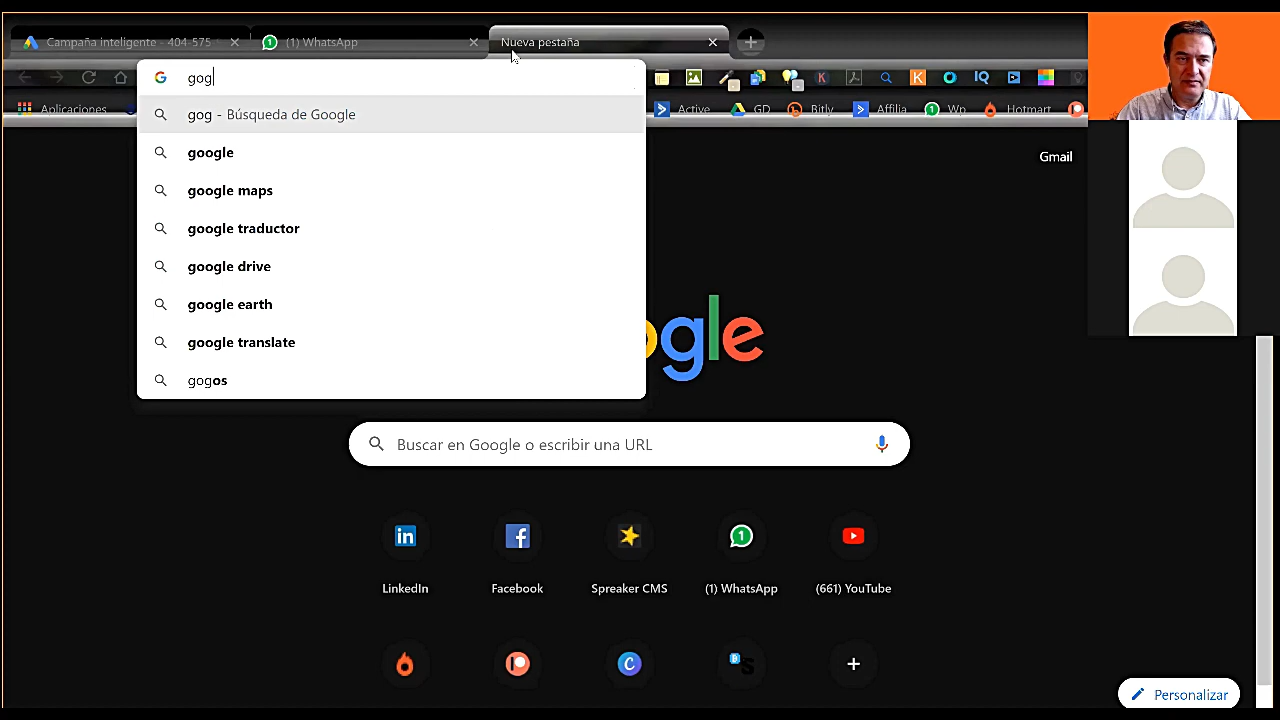 Campaña inteligente - 404-575
(1) WhatsApp
Nueva pestaña
gog
Aplicaciones
Active
GD
Bitly
Affilia
Wp
Hotmart
gog - Búsqueda de Google
google
google maps
google traductor
google drive
google earth
google translate
gogos
Gmail
ogle
Buscar en Google o escribir una URL
LinkedIn
Facebook
Spreaker CMS
(1) WhatsApp
(661) YouTube
Personalizar